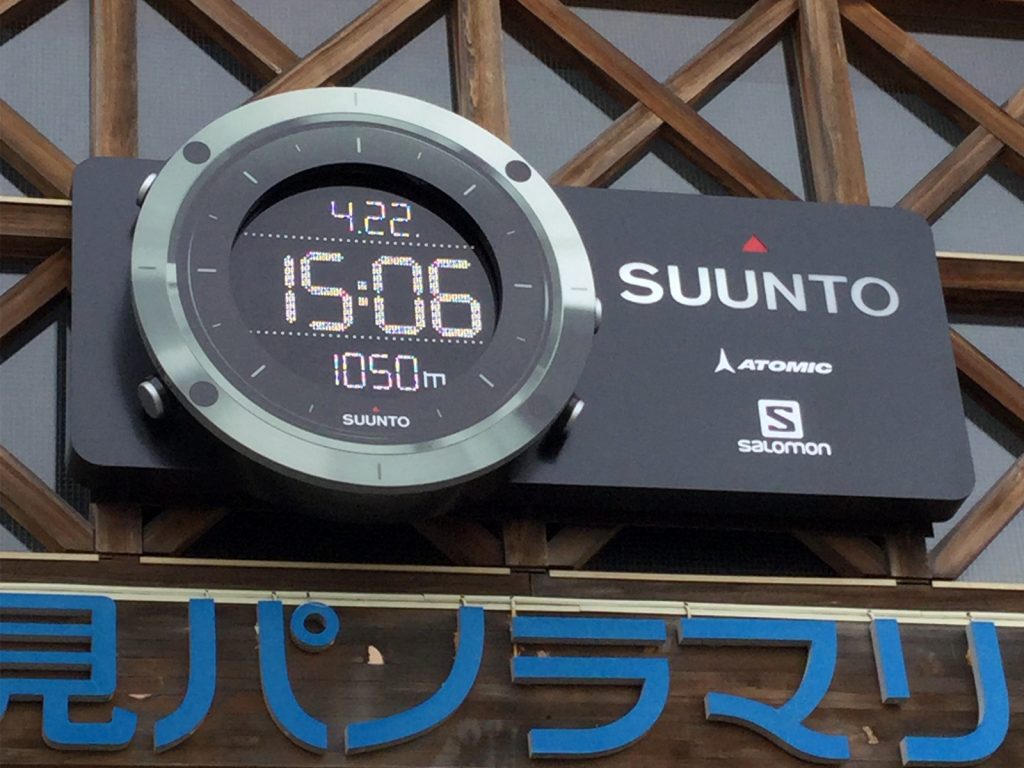 4.22.
15:06
1050m
SUUNTO
SUUNTO
ATOMIC
S
salomon
見パノラマリ